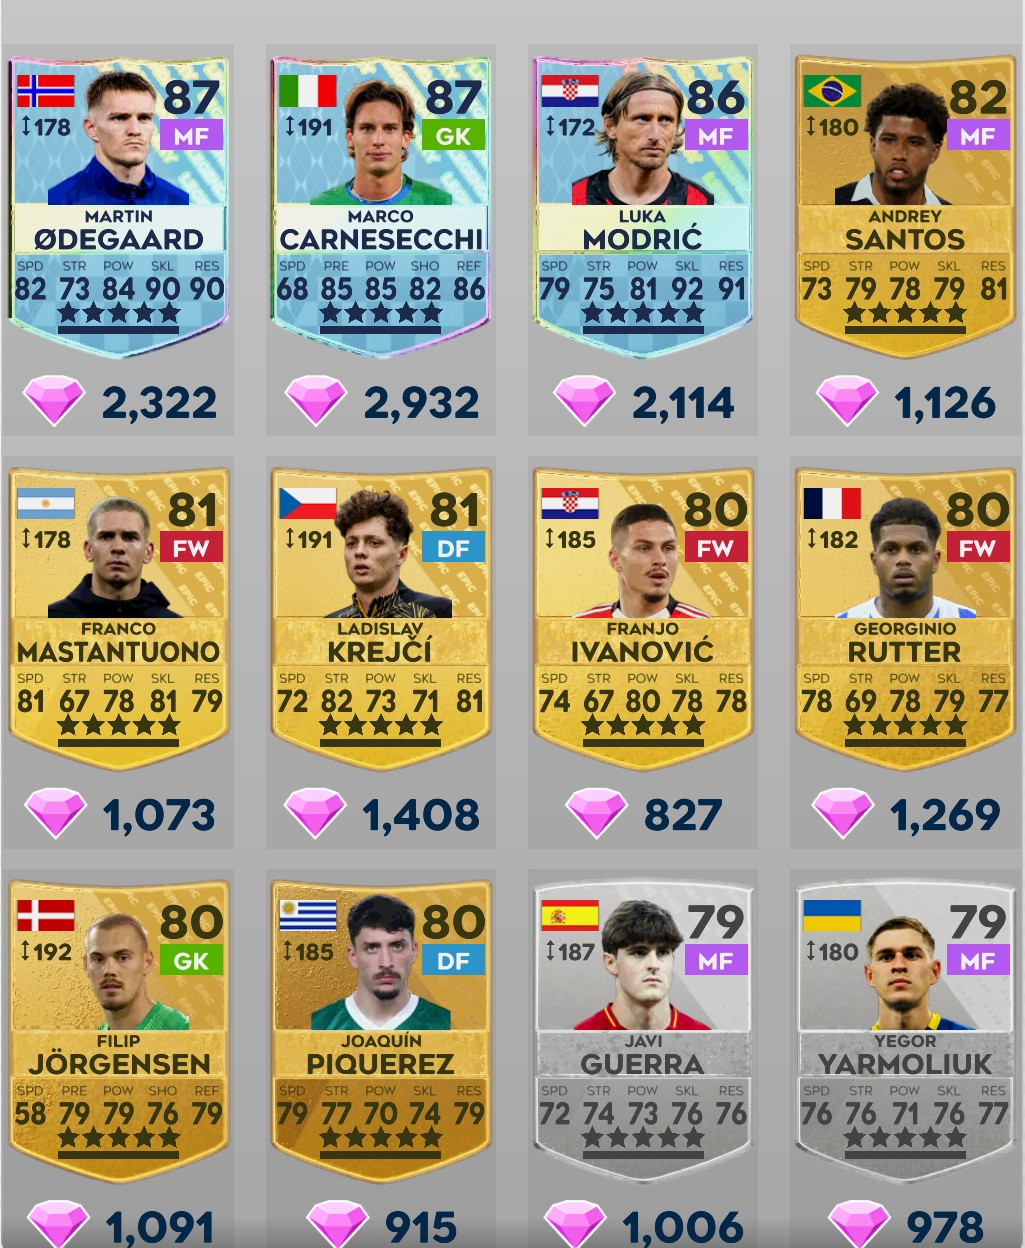 87
178
MF
MARTIN
ØDEGAARD
SPD STR POW SKL RES
82 73 84 90 90
2,322
87
191
GK
MARCO
CARNESECCHI
SPD PRE POW SHO REF
68 85 85 82 86
2,932
86
172
MF
LUKA
MODRIĆ
SPD STR POW SKL RES
79 75 81 92 91
2,114
82
180
MF
ANDREY
SANTOS
SPD STR POW SKL RES
73 79 78 79 81
1,126
81
178
FW
FRANCO
MASTANTUONO
SPD STR POW SKL RES
81 67 78 81 79
1,073
81
191
DF
LADISLAV
KREJČÍ
SPD STR POW SKL RES
72 82 73 71 81
1,408
80
185
FW
FRANJO
IVANOVIĆ
SPD STR POW SKL RES
74 67 80 78 78
827
80
182
FW
GEORGINIO
RUTTER
SPD STR POW SKL RES
78 69 78 79 77
1,269
80
192
GK
FILIP
JÖRGENSEN
SPD PRE POW SHO REF
58 79 79 76 79
1,091
80
185
DF
JOAQUÍN
PIQUEREZ
SPD STR POW SKL RES
79 77 70 74 79
915
79
187
MF
JAVI
GUERRA
SPD STR POW SKL RES
72 74 73 76 76
1,006
79
180
MF
YEGOR
YARMOLIUK
SPD STR POW SKL RES
76 76 71 76 77
978